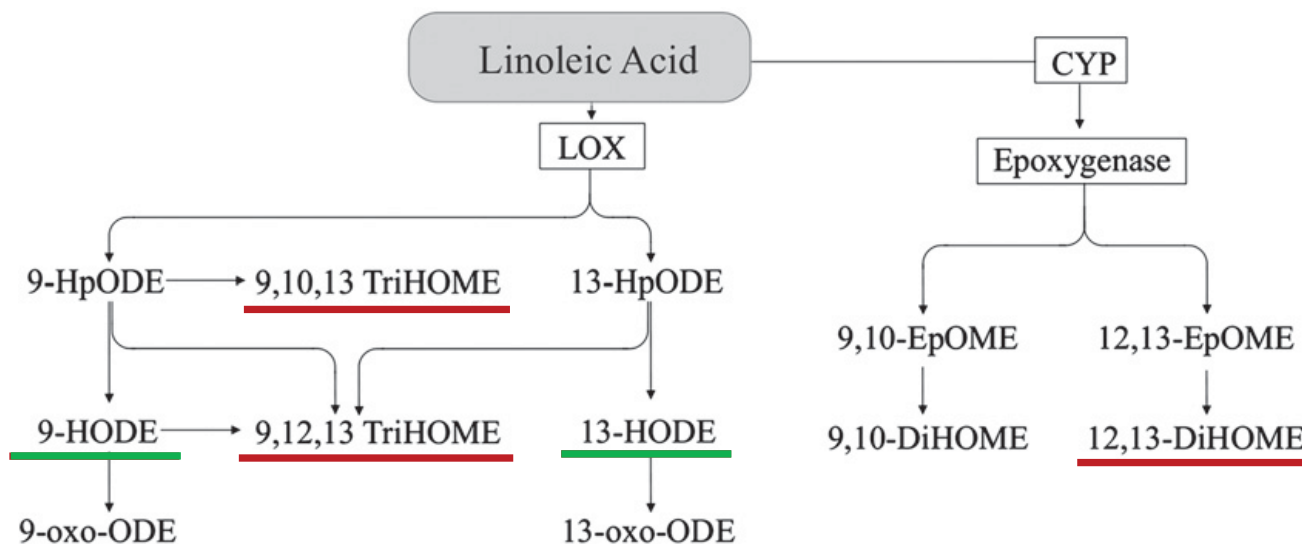 Linoleic Acid
CYP
LOX
Epoxygenase
9-HpODE
9,10,13 TriHOME
13-HpODE
9,10-EpOME
12,13-EpOME
9-HODE
9,12,13 TriHOME
13-HODE
9,10-DiHOME
12,13-DiHOME
9-oxo-ODE
13-oxo-ODE